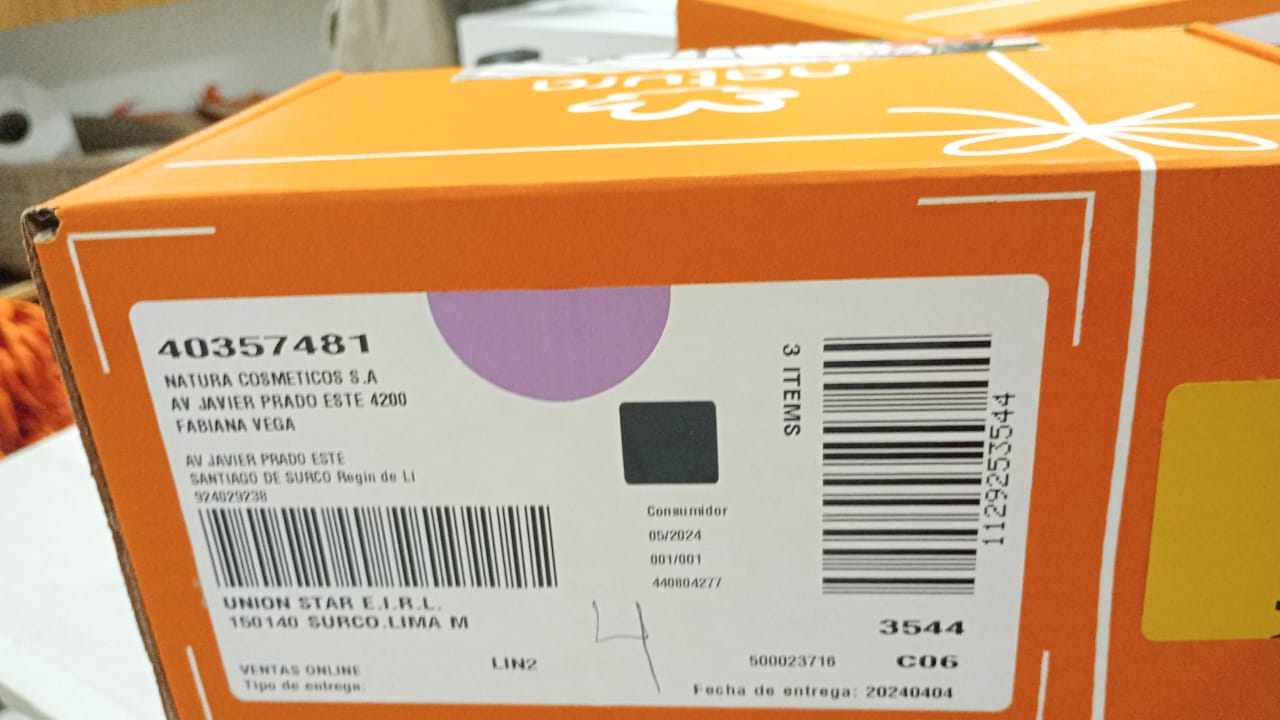 natura
40357481
NATURA COSMETICOS S.A
AV JAVIER PRADO ESTE 4200
FABIANA VEGA
AV JAVIER PRADO ESTE
SANTIAGO DE SURCO Regin de Li
924029238
UNION STAR E.I.R.L.
150140 SURCO.LIMA M
VENTAS ONLINE
Tipo de entrega:
LIN2
Consumidor
05/2024
001/001
440804277
4
3 ITEMS
1129253544
3544
500023716
C06
Fecha de entrega: 20240404